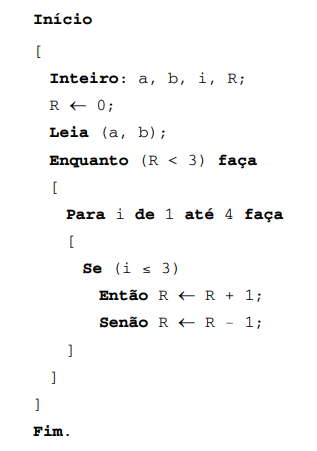 Início
[
Inteiro: a, b, i, R;
R ← 0;
Leia (a, b);
Enquanto (R < 3) faça
[
Para i de 1 até 4 faça
[
Se (i ≤ 3)
Então R ← R + 1;
Senão R ← R – 1;
]
]
]
Fim.